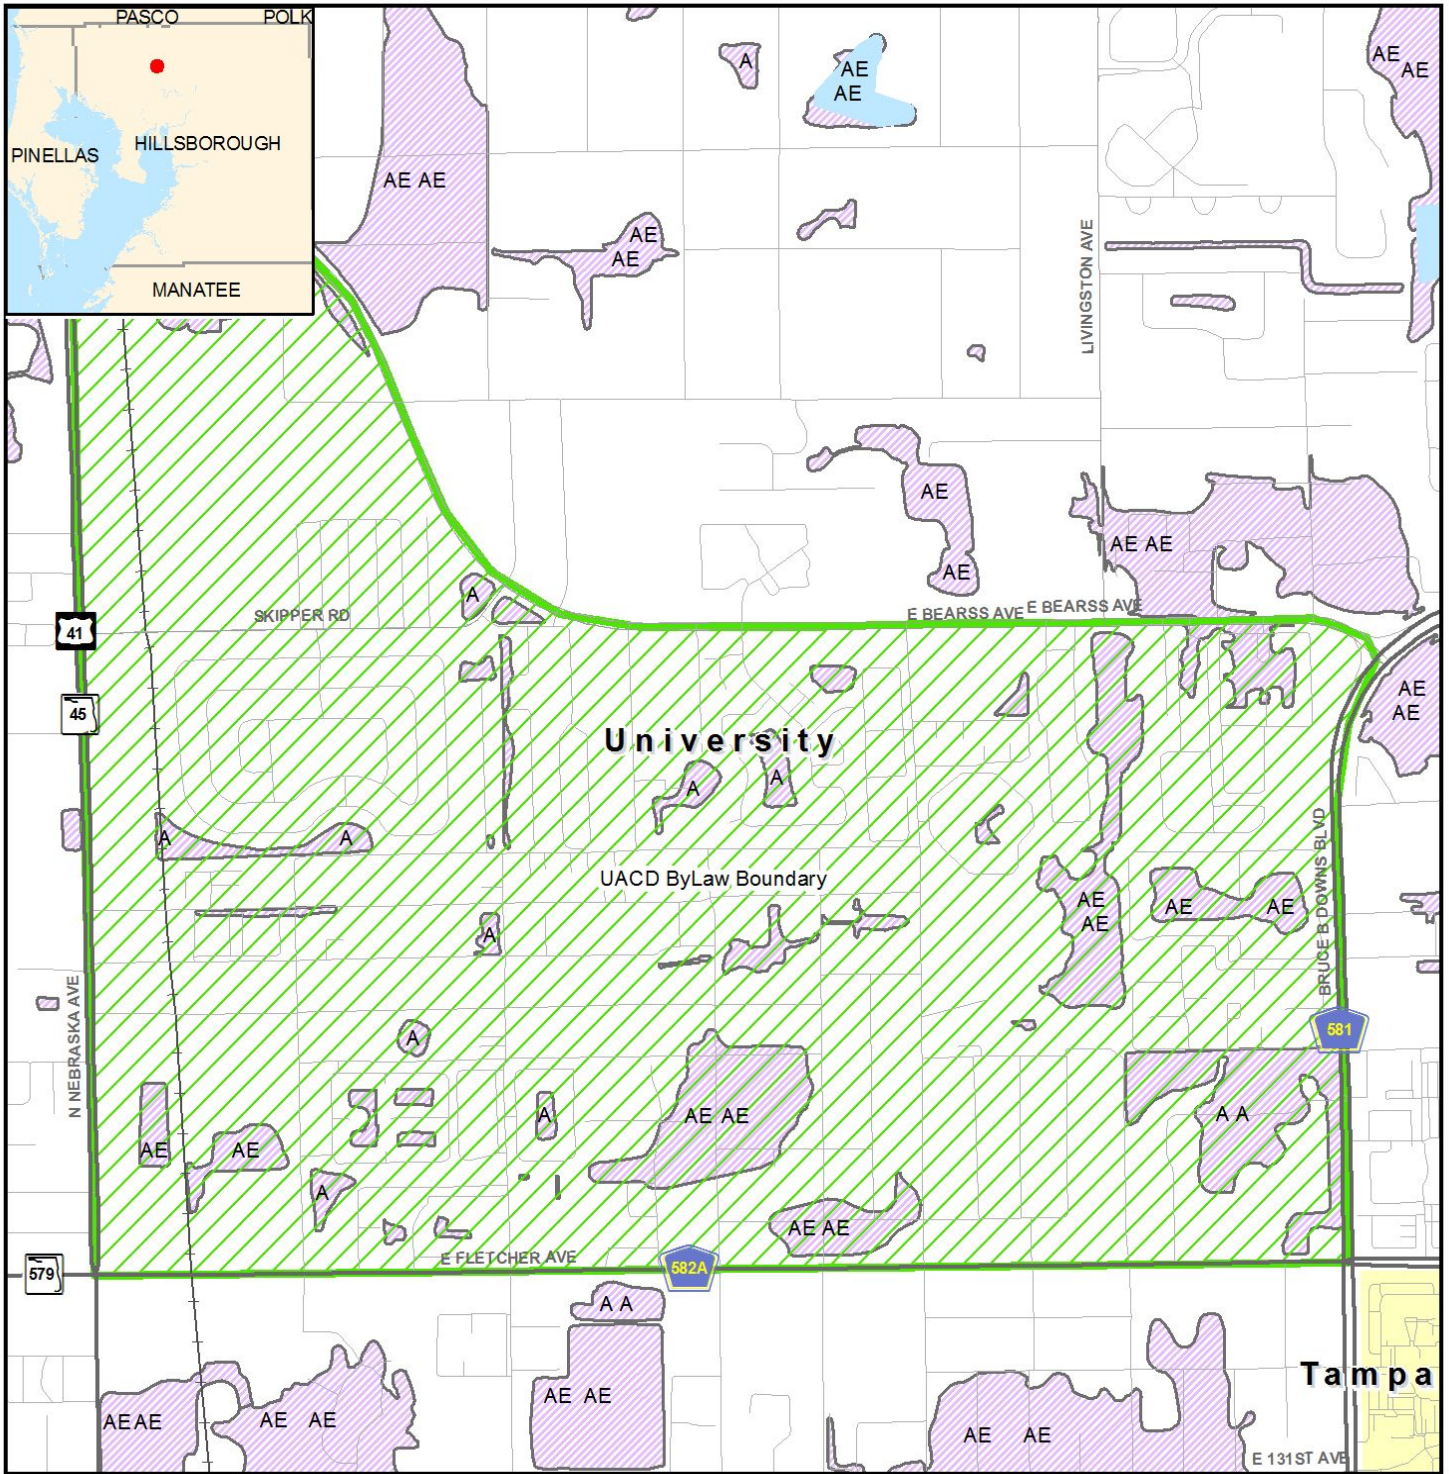 PASCO
POLK
PINELLAS
HILLSBOROUGH
MANATEE
A
AE
AE
AE
AE
AE AE
AE
AE
LIVINGSTON AVE
AE
AE
AE AE
A
SKIPPER RD
E BEARSS AVE
E BEARSS AVE
41
45
AE
AE
University
A
A
A
A
BRUCE B DOWNS BLVD
UACD ByLaw Boundary
AE
AE
AE
AE
A
N NEBRASKA AVE
581
A
AE
AE
A
AE AE
A A
A
AE AE
E FLETCHER AVE
582A
579
A A
Tampa
AE AE
AE AE
AE AE
AE AE
E 131ST AVE